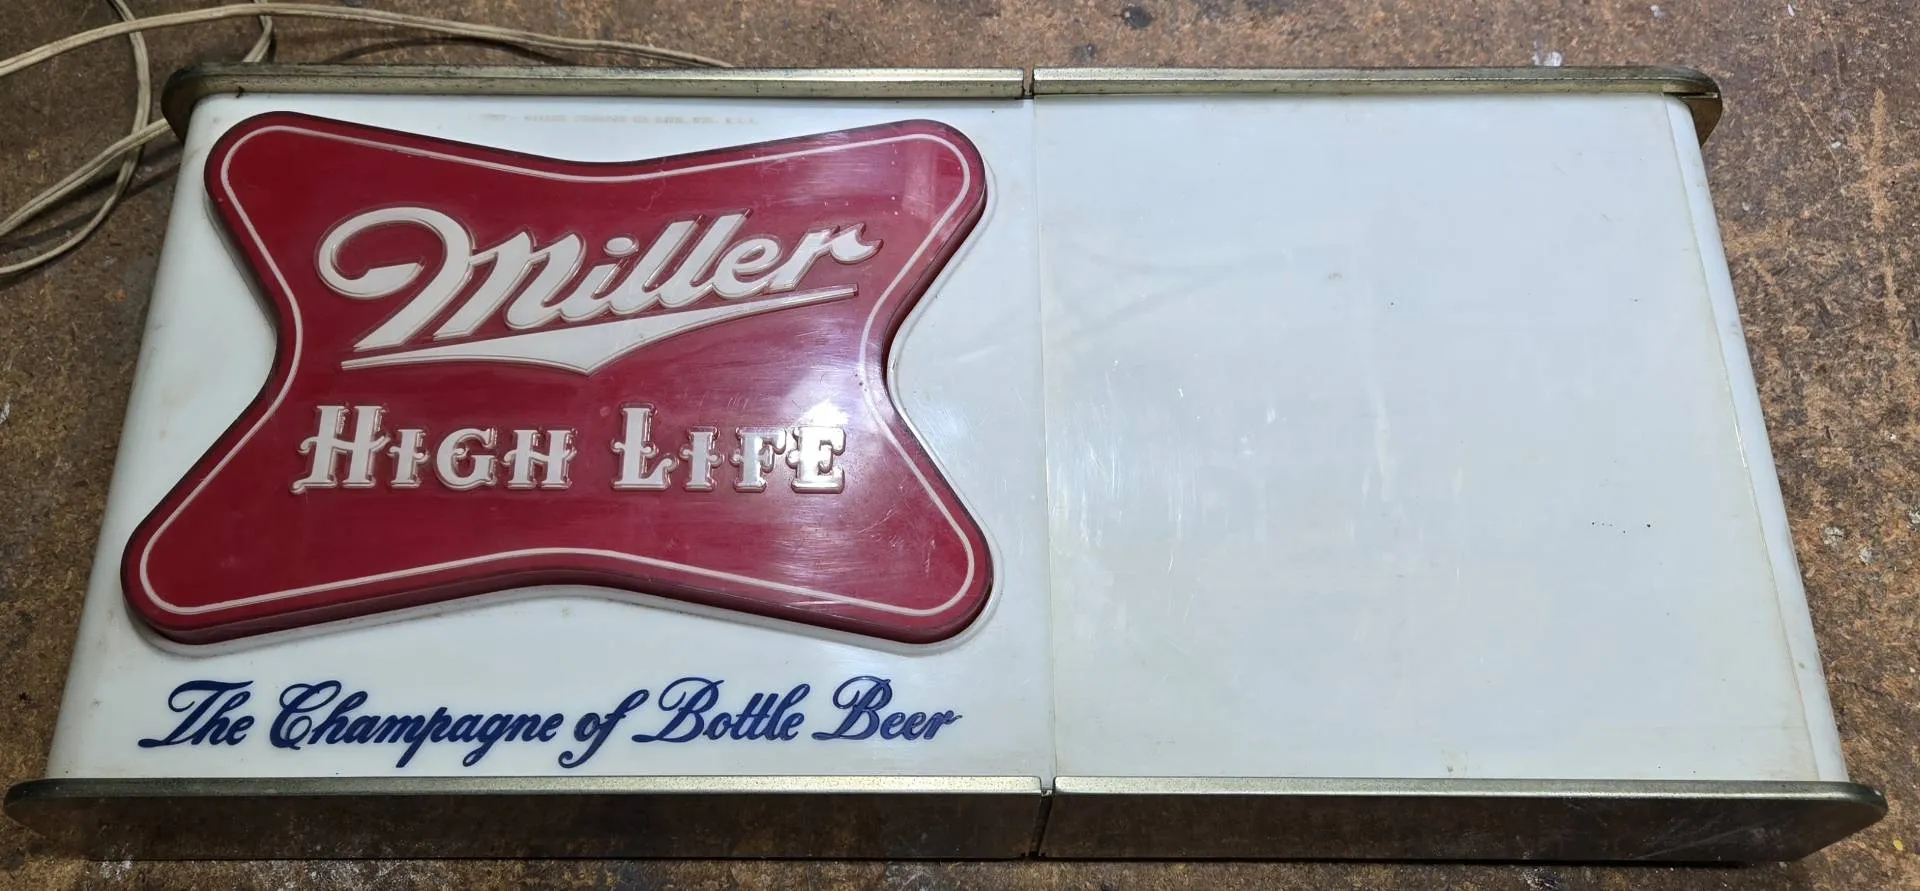 Miller
HIGH LIFE
The Champagne of Bottle Beer